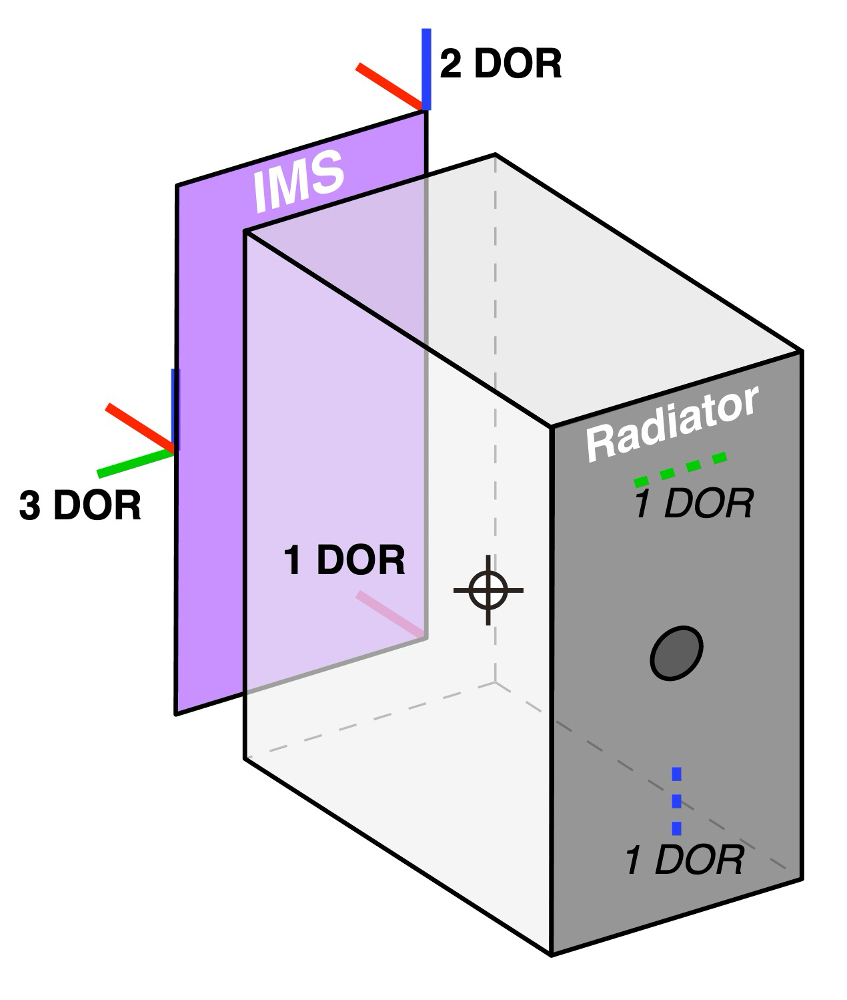 2 DOR
IMS
Radiator
1 DOR
3 DOR
1 DOR
1 DOR